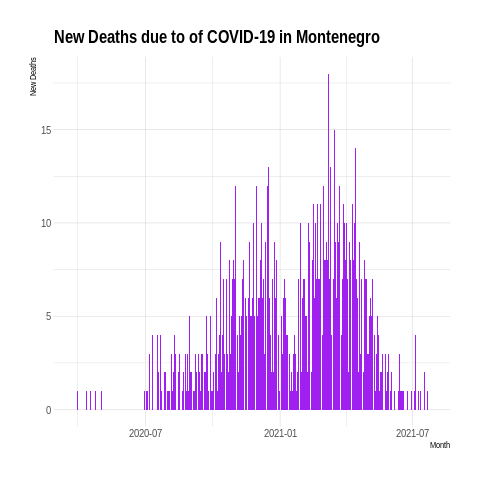 New Deaths due to of COVID-19 in Montenegro
New Deaths
15
10
5
0
2020-07 2021-01 2021-07
Month